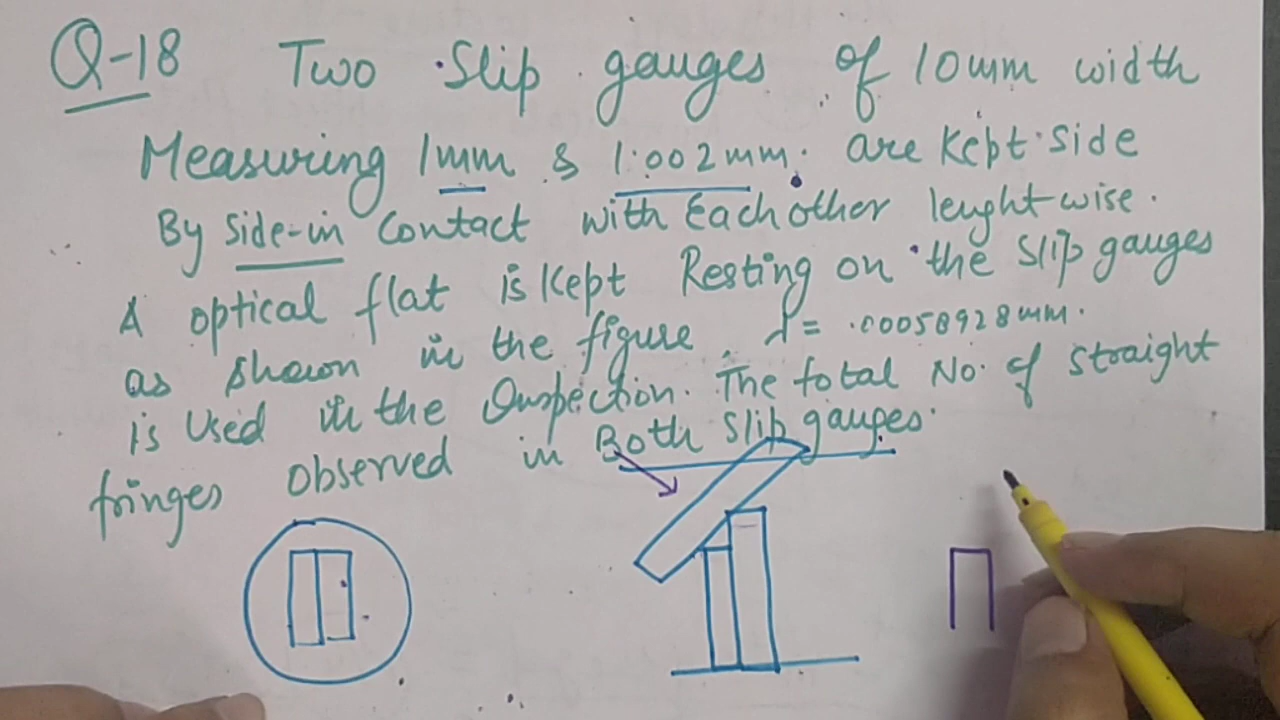 Q-18 Two Slip gauges of 10mm width
Measuring 1mm & 1.002mm. are Kept Side
By Side-in Contact with Each other lenght-wise.
A optical flat is Kept Resting on the Slip gauges
as shown in the figure. λ = .00058928mm.
is Used in the Inspection. The total No. of Straight
fringes observed in Both Slip gauges.